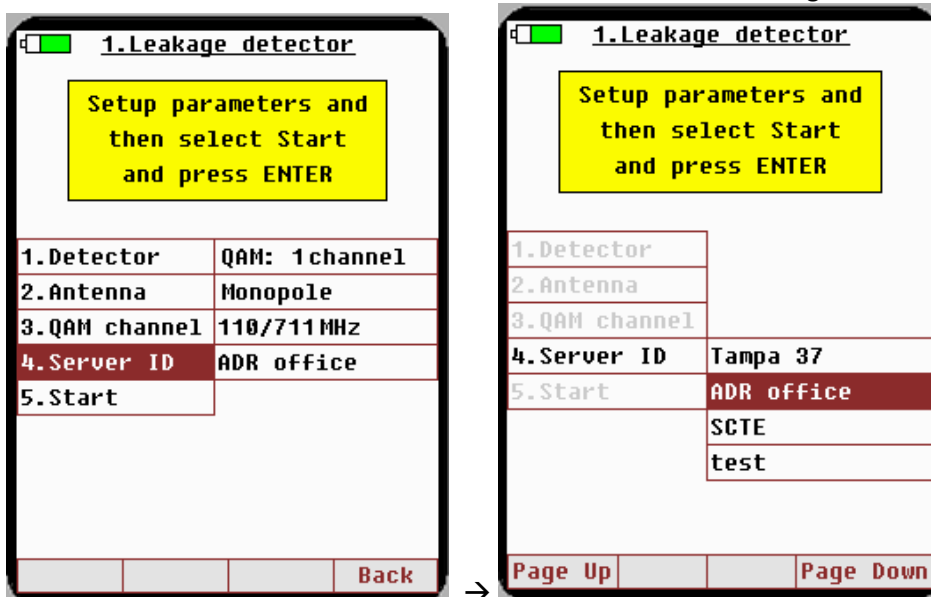 1.Leakage detector
Setup parameters and
then select Start
and press ENTER
1.Detector QAM: 1channel
2.Antenna Monopole
3.QAM channel 110/711MHz
4.Server ID ADR office
5.Start
Back
→
1.Leakage detector
Setup parameters and
then select Start
and press ENTER
1.Detector
2.Antenna
3.QAM channel
4.Server ID Tampa 37
5.Start ADR office
SCTE
test
Page Up Page Down